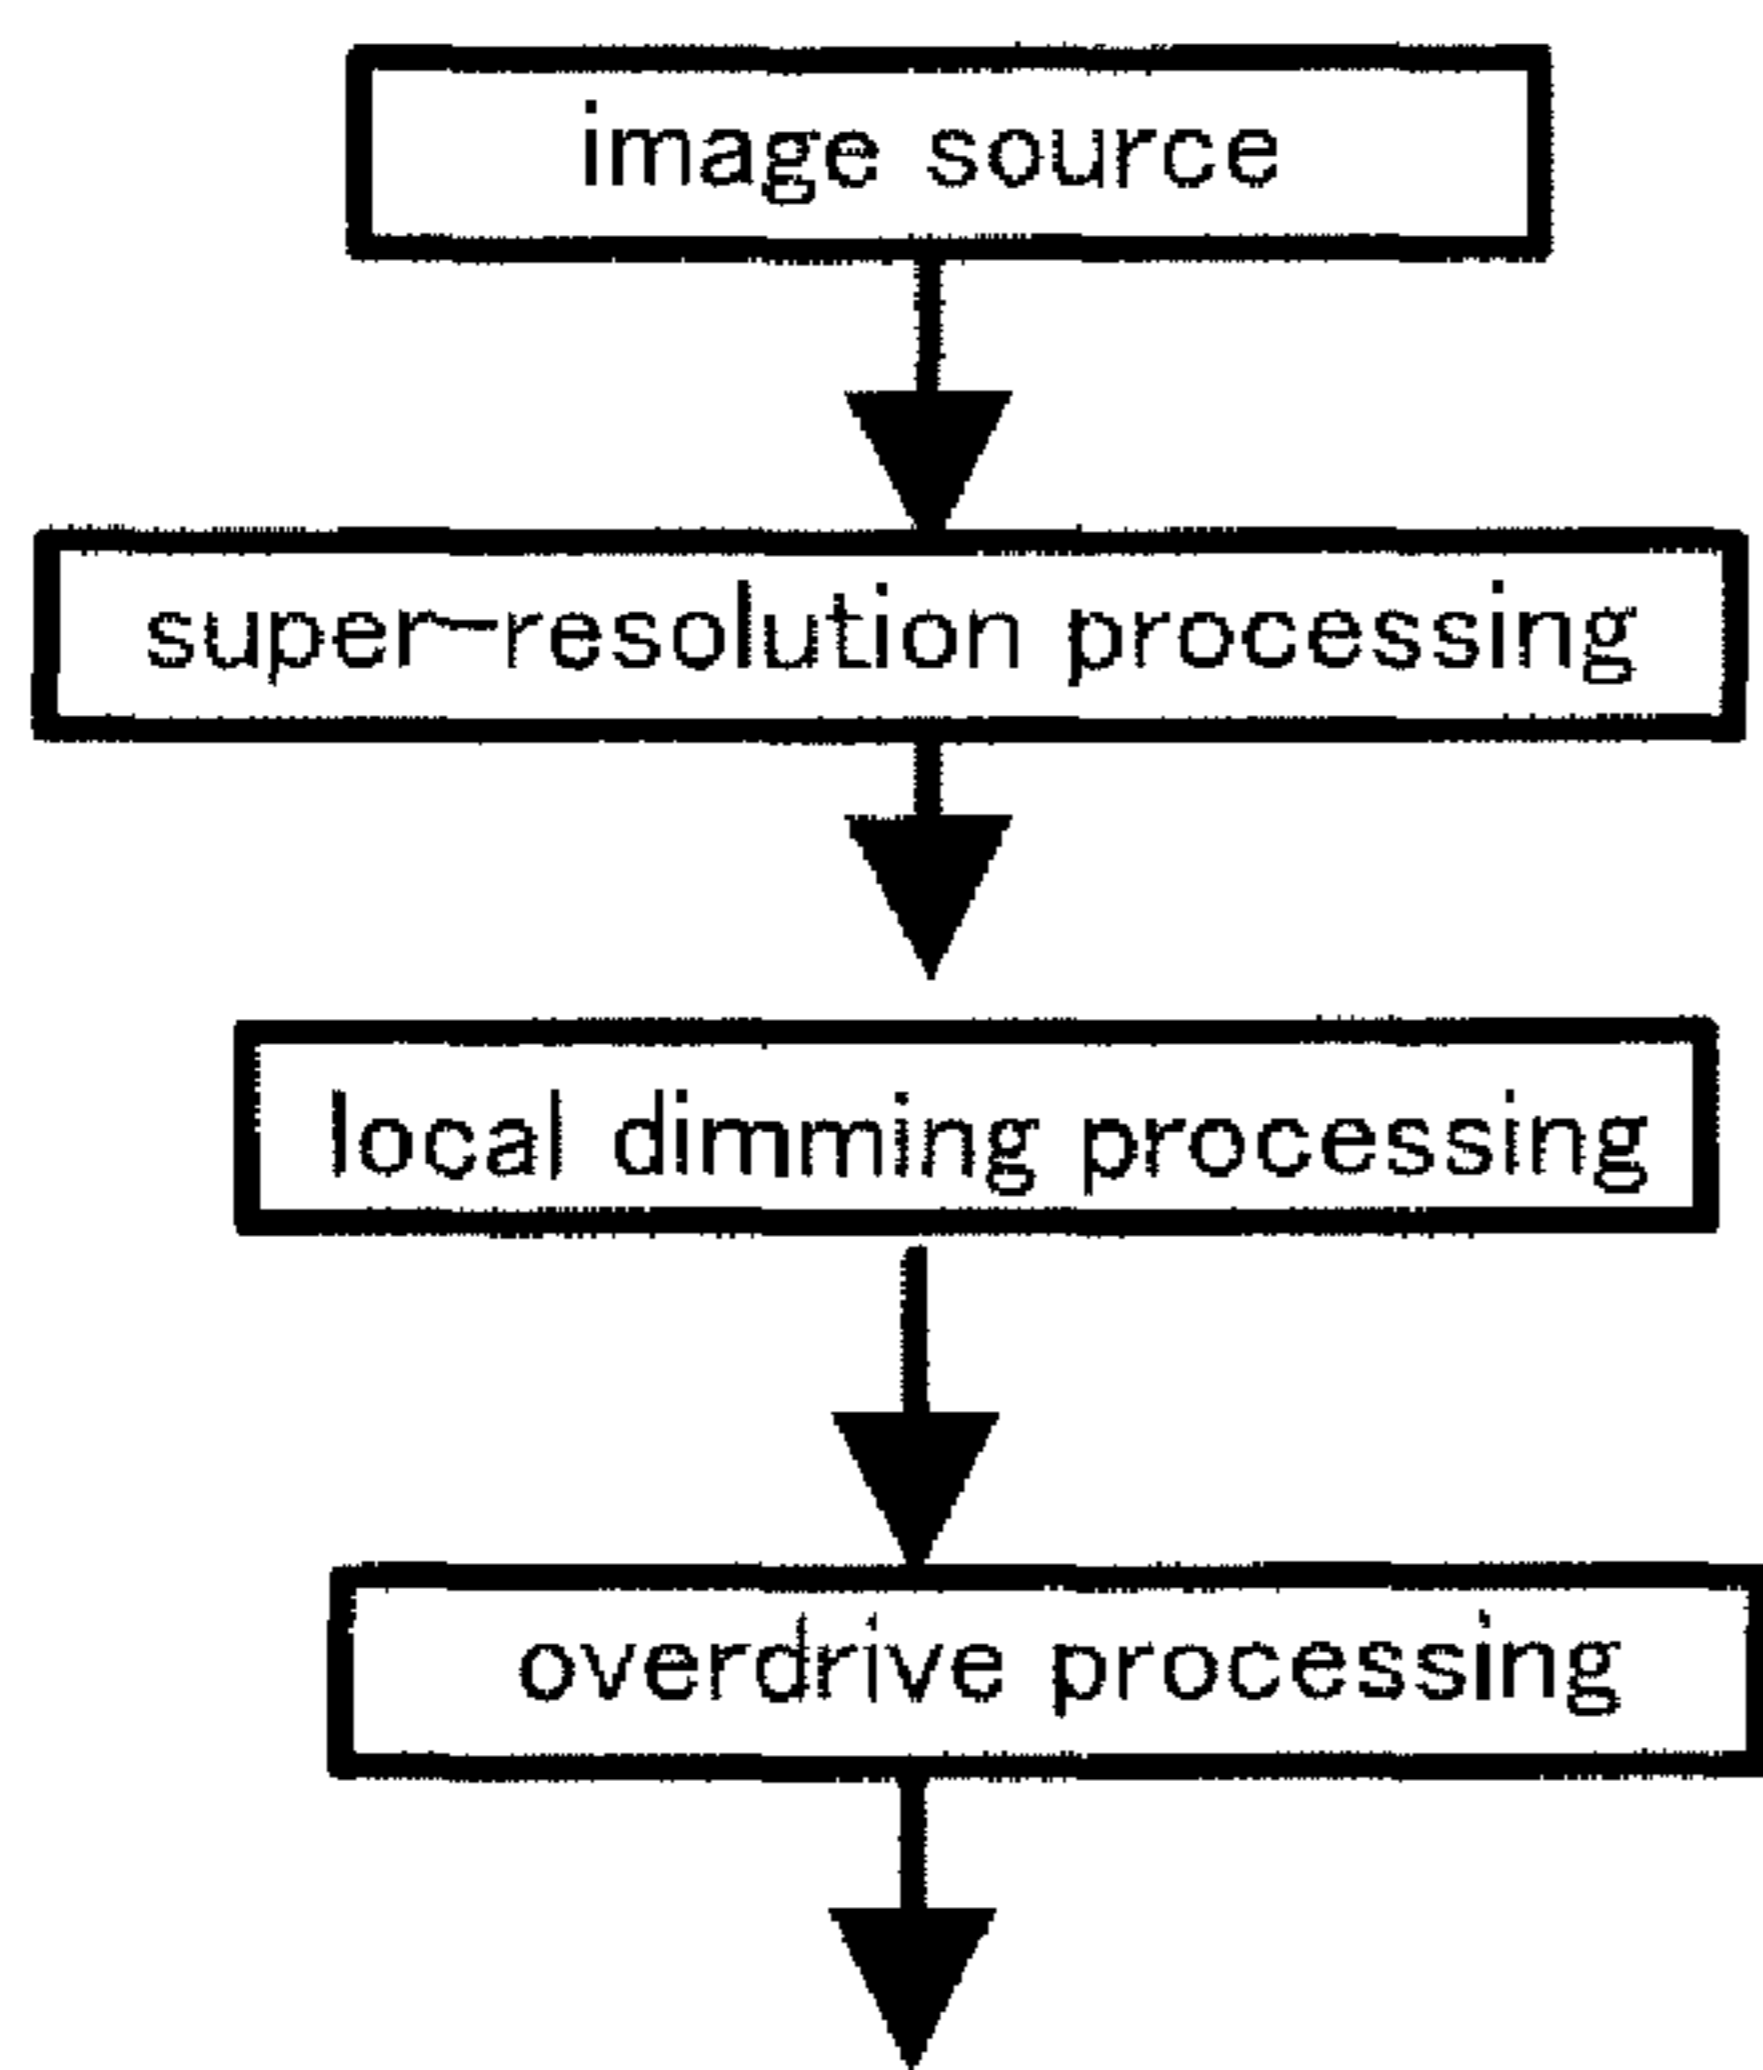 image source
super-resolution processing
local dimming processing
overdrive processing